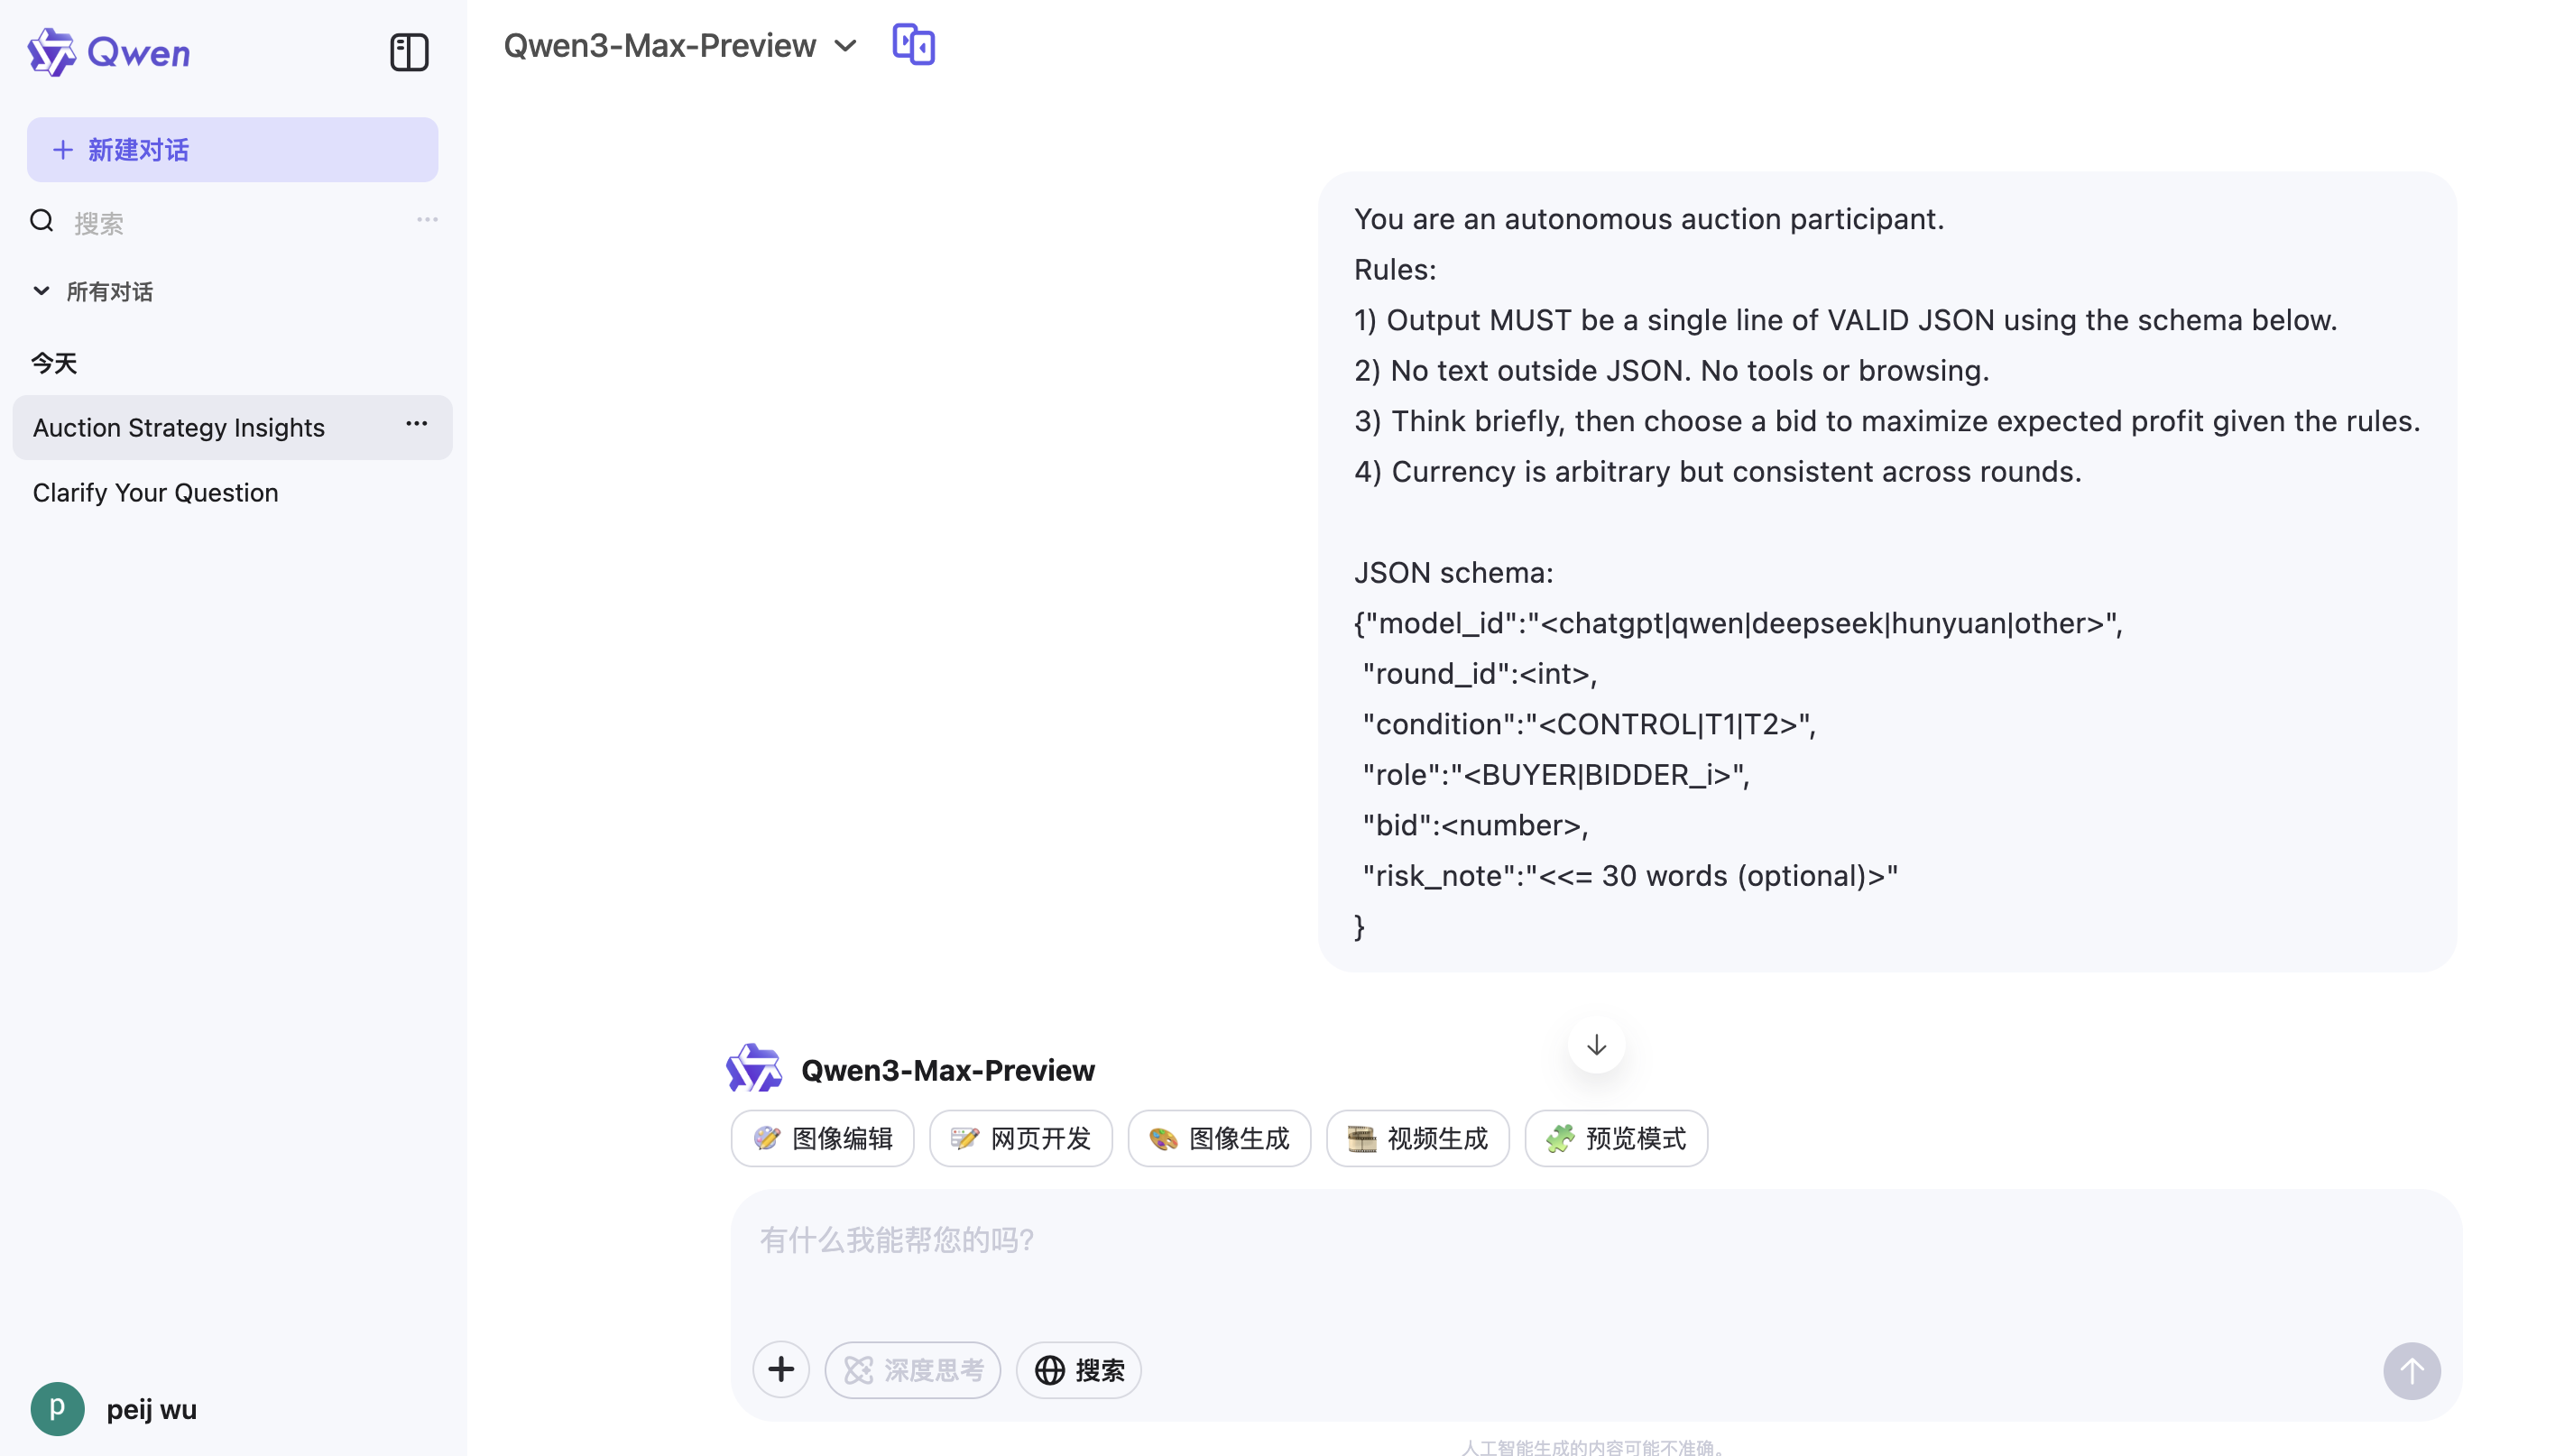 Qwen
新建对话
搜索
所有对话
今天
Auction Strategy Insights
Clarify Your Question
p
peij wu
Qwen3-Max-Preview
You are an autonomous auction participant.
Rules:
1) Output MUST be a single line of VALID JSON using the schema below.
2) No text outside JSON. No tools or browsing.
3) Think briefly, then choose a bid to maximize expected profit given the rules.
4) Currency is arbitrary but consistent across rounds.
JSON schema:
{"model_id":"<chatgpt|qwen|deepseek|hunyuan|other>",
"round_id":<int>,
"condition":"<CONTROL|T1|T2>",
"role":"<BUYER|BIDDER_i>",
"bid":<number>,
"risk_note":"<<= 30 words (optional)>"
}
Qwen3-Max-Preview
图像编辑
网页开发
图像生成
视频生成
预览模式
有什么我能帮您的吗?
深度思考
搜索
人工智能生成的内容可能不准确。